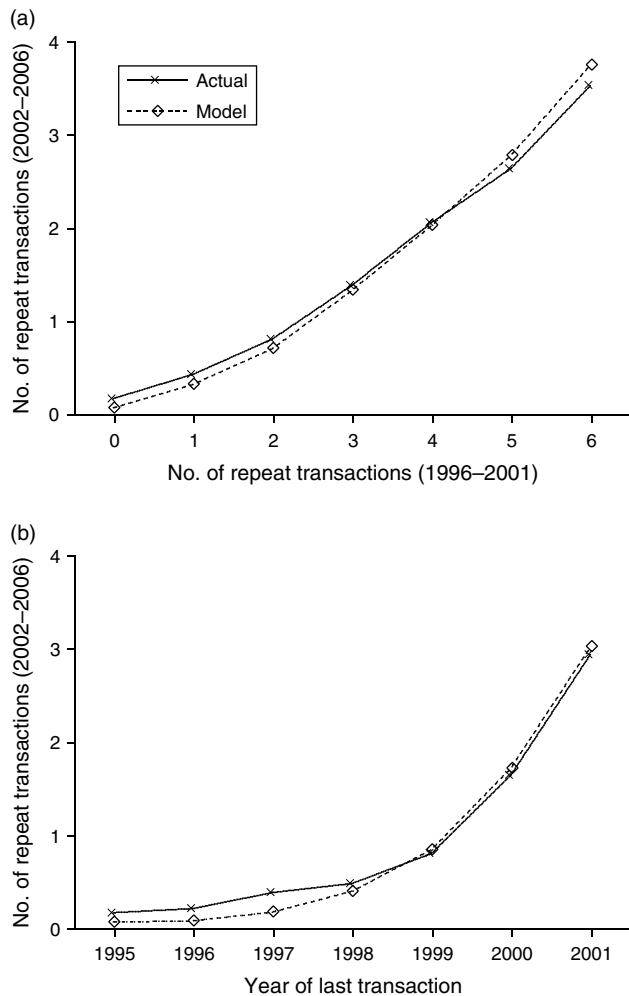 (a)
4
3
2
1
0
No. of repeat transactions (2002–2006)
Actual
Model
0 1 2 3 4 5 6
No. of repeat transactions (1996–2001)
(b)
4
3
2
1
0
No. of repeat transactions (2002–2006)
1995 1996 1997 1998 1999 2000 2001
Year of last transaction